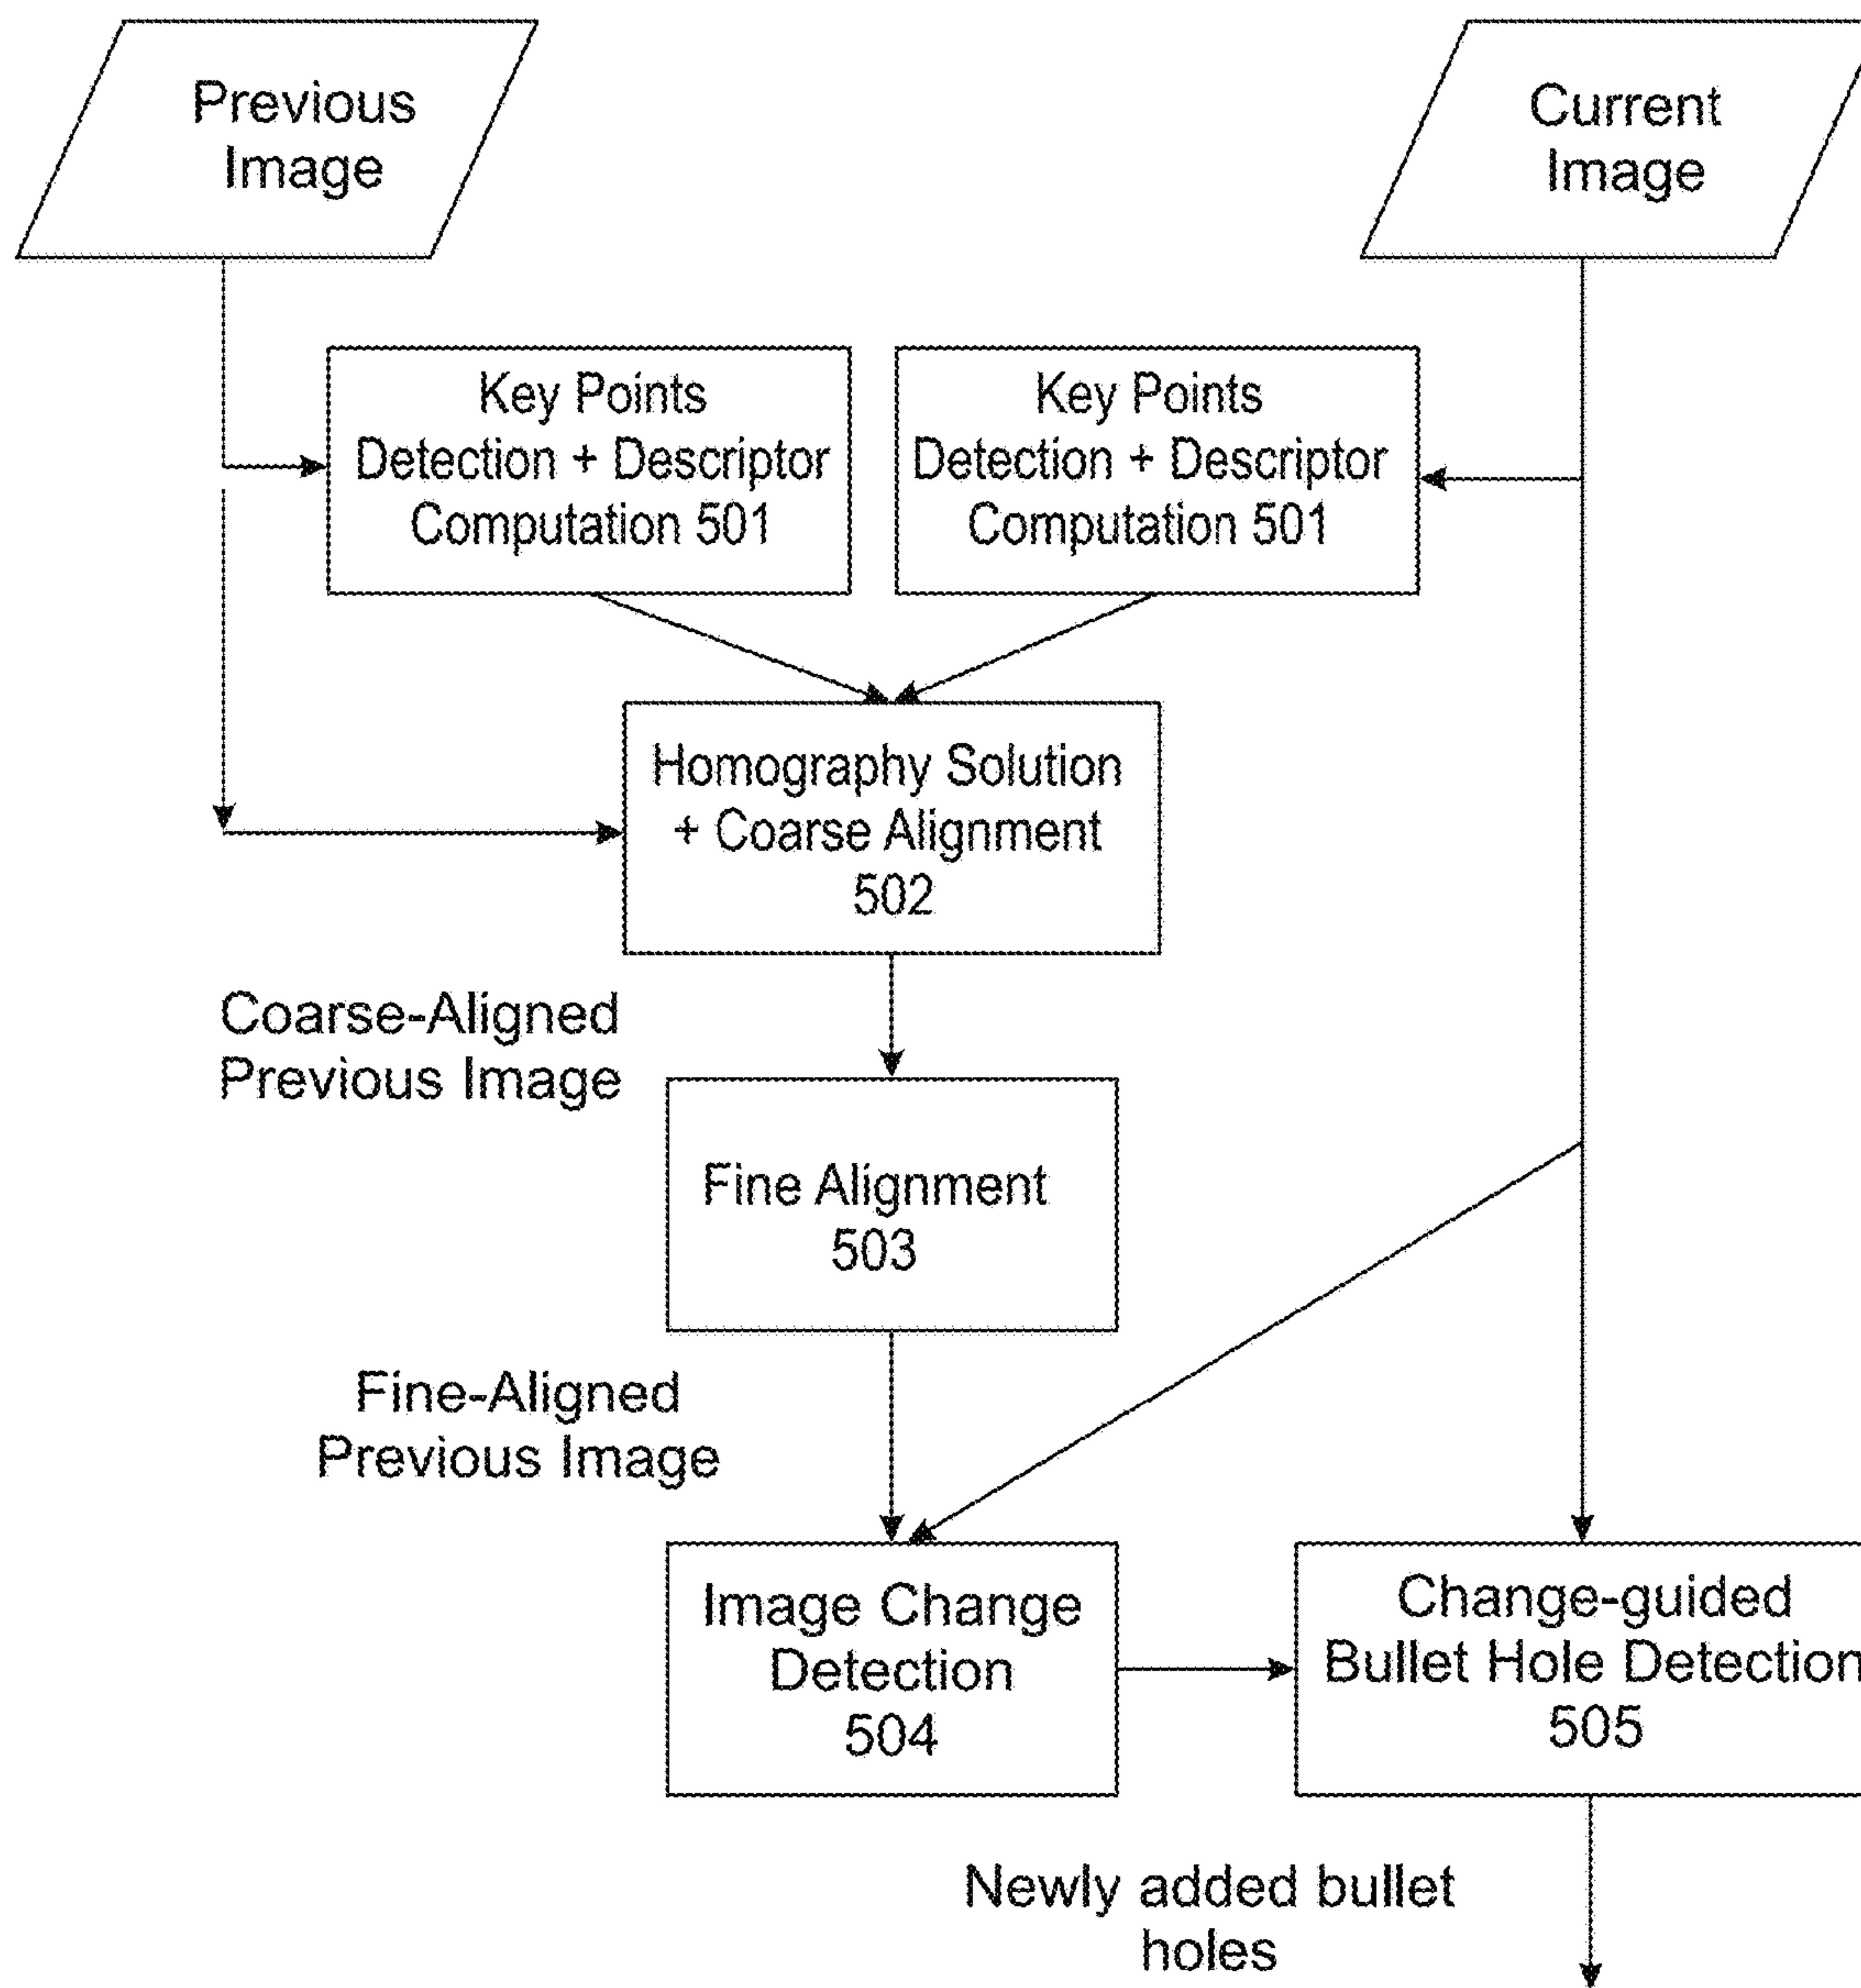 Previous
Image
Current
Image
Key Points
Detection + Descriptor
Computation 501
Key Points
Detection + Descriptor
Computation 501
Homography Solution
+ Coarse Alignment
502
Coarse-Aligned
Previous Image
Fine Alignment
503
Fine-Aligned
Previous Image
Image Change
Detection
504
Change-guided
Bullet Hole Detection
505
Newly added bullet
holes